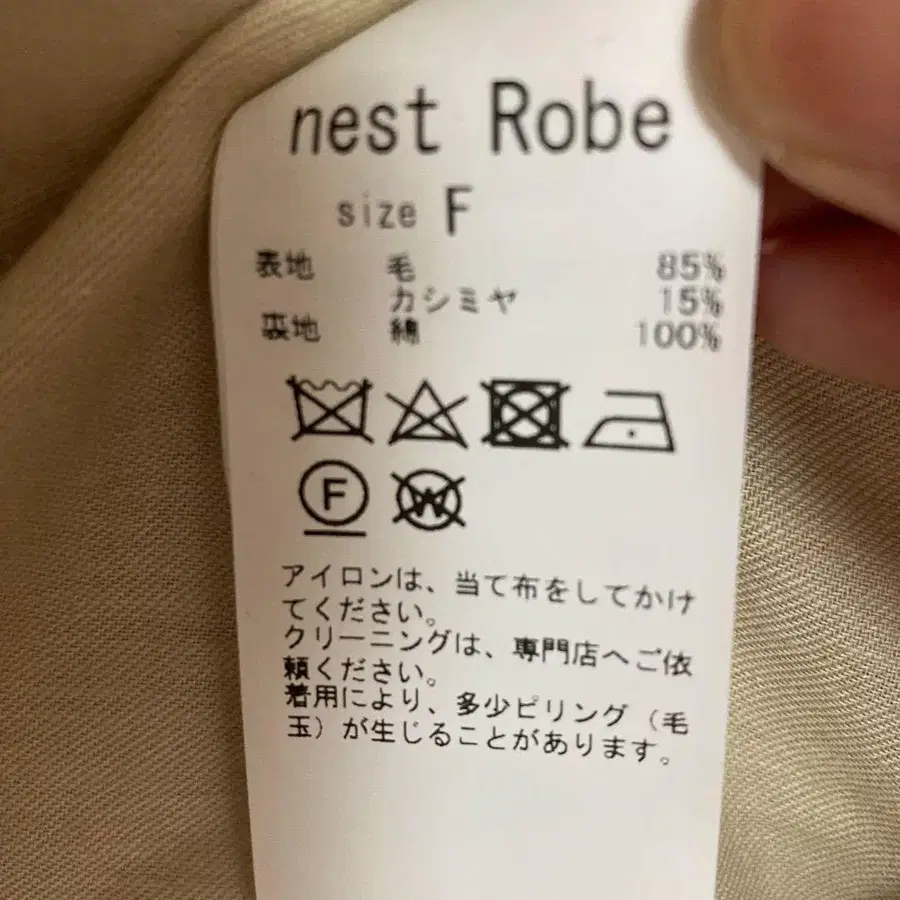 nest Robe
size F
表地 毛 85%
カシミヤ 15%
裏地 綿 100%
F W
アイロンは、当て布をしてかけ
てください。
クリーニングは、専門店へご依
頼ください。
着用により、多少ピリング（毛
玉）が生じることがあります。